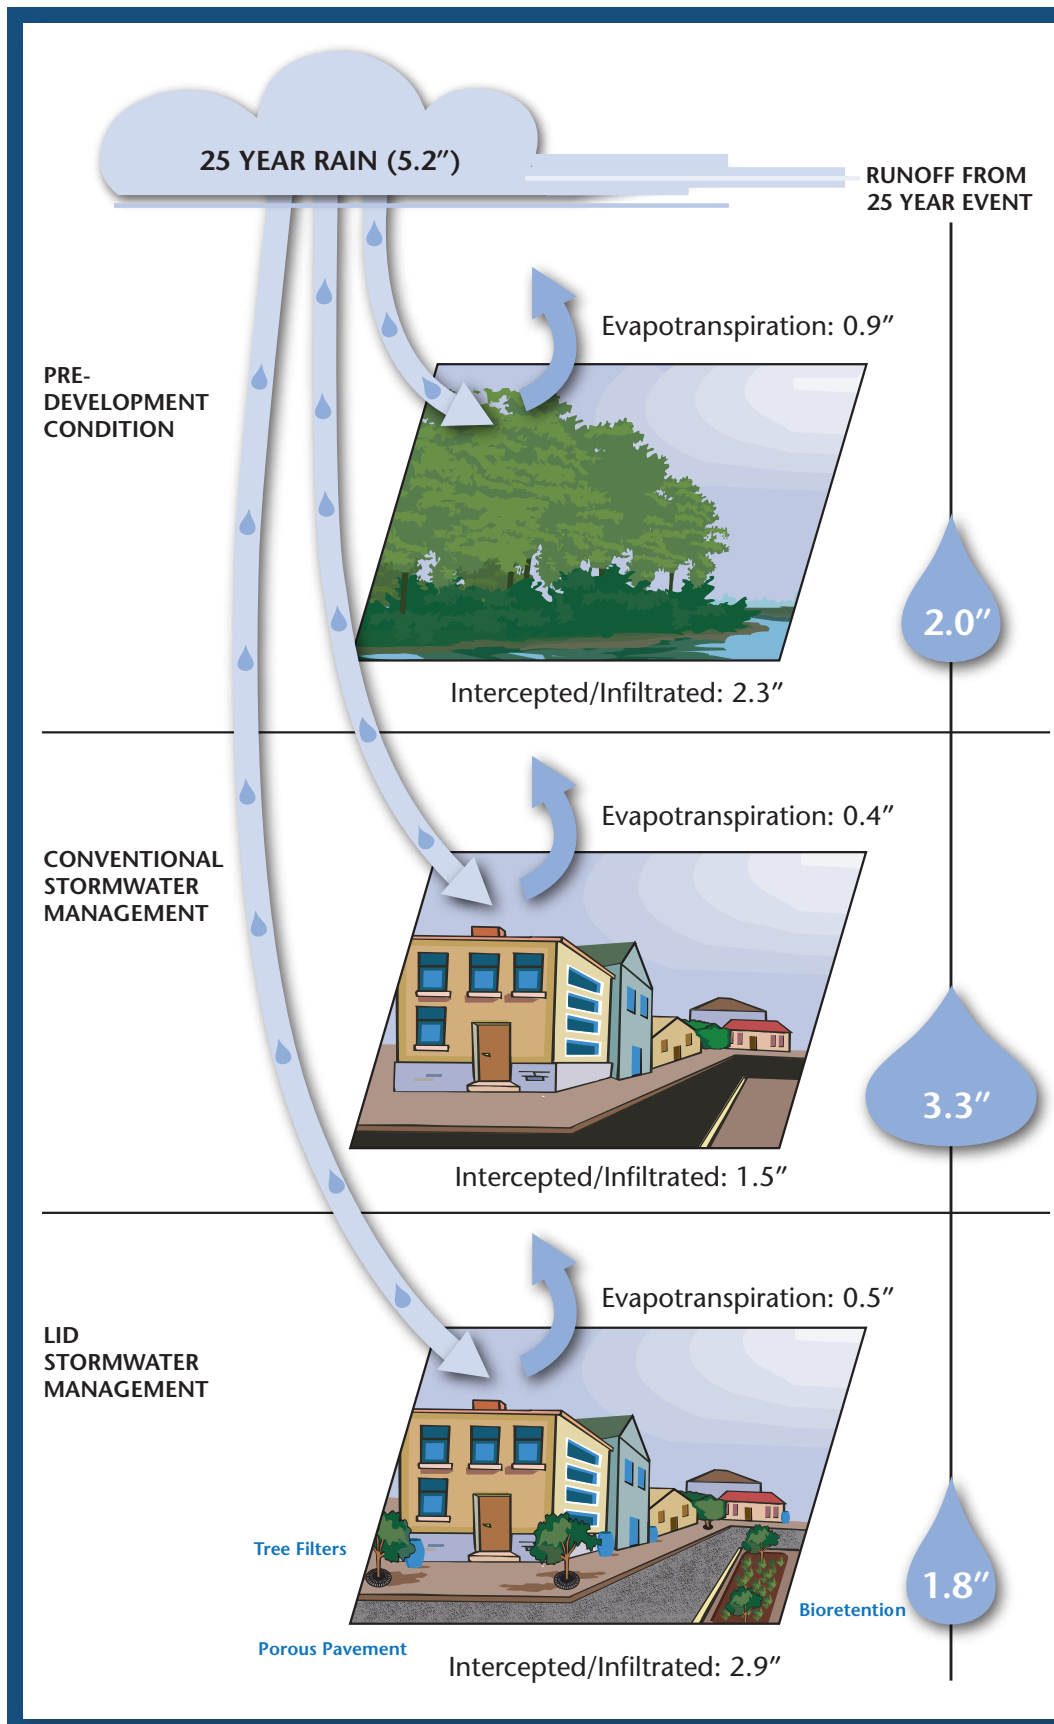 25 YEAR RAIN (5.2″)
RUNOFF FROM
25 YEAR EVENT
Evapotranspiration: 0.9″
PRE-
DEVELOPMENT
CONDITION
2.0″
Intercepted/Infiltrated: 2.3″
Evapotranspiration: 0.4″
CONVENTIONAL
STORMWATER
MANAGEMENT
3.3″
Intercepted/Infiltrated: 1.5″
Evapotranspiration: 0.5″
LID
STORMWATER
MANAGEMENT
Tree Filters
1.8″
Bioretention
Porous Pavement
Intercepted/Infiltrated: 2.9″